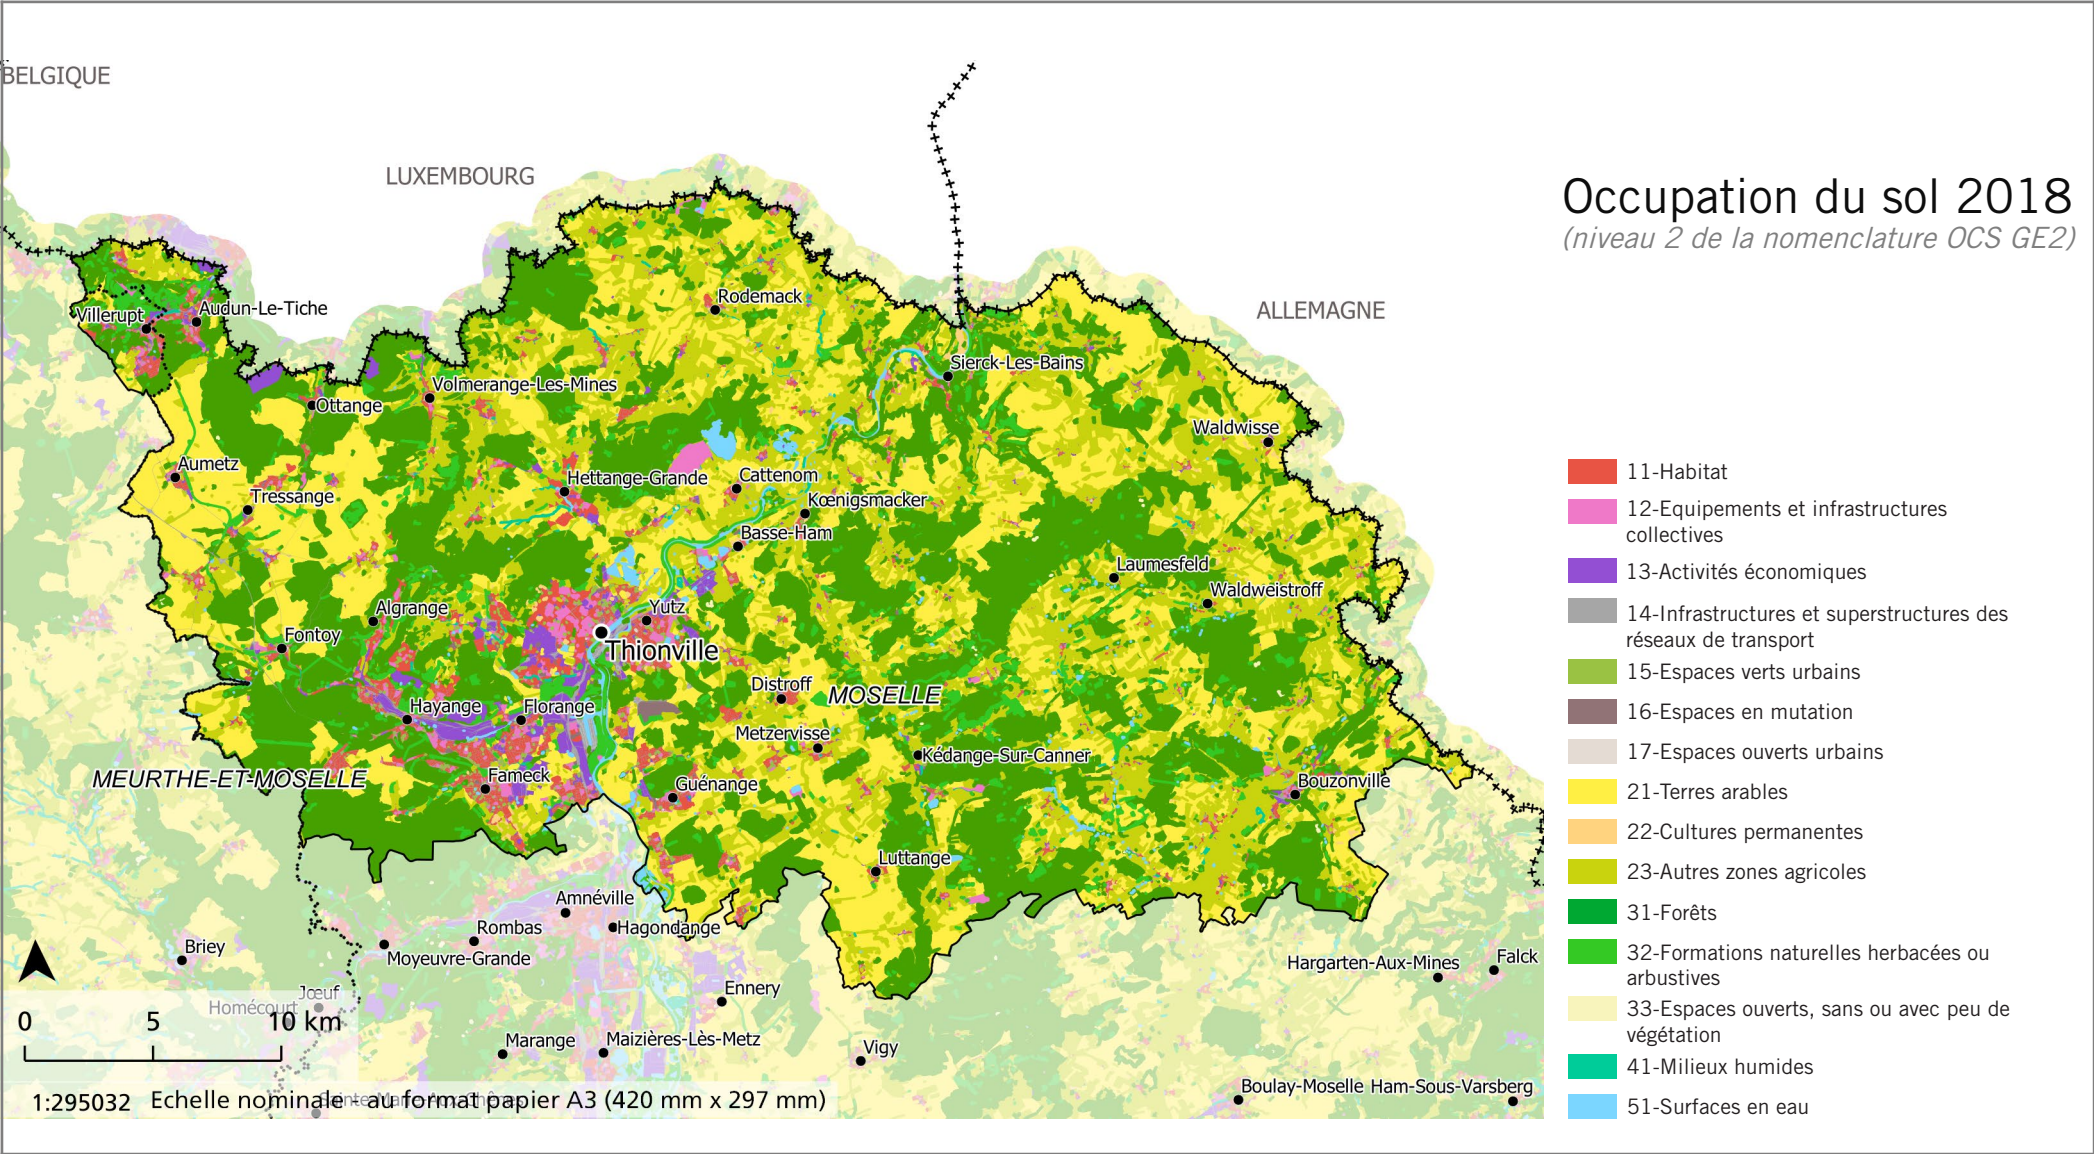 BELGIQUE
LUXEMBOURG
ALLEMAGNE
Occupation du sol 2018
(niveau 2 de la nomenclature OCS GE2)
Villerupt
Audun-Le-Tiche
Rodemack
Sierck-Les-Bains
Ottange
Volmerange-Les-Mines
Waldwisse
Aumetz
Tressange
Hettange-Grande
Cattenom
Kœnigsmacker
Basse-Ham
Laumesfeld
Waldweistroff
Algrange
Yutz
Fontoy
Thionville
Distroff
MOSELLE
Hayange
Florange
Metzervisse
Kédange-Sur-Canner
MEURTHE-ET-MOSELLE
Fameck
Guénange
Bouzonville
Luttange
Amnéville
Rombas
Hagondange
Briey
Moyeuvre-Grande
Hargarten-Aux-Mines
Falck
Ennery
Jœuf
Homécourt
Marange
Maizières-Lès-Metz
Vigy
Boulay-Moselle
Ham-Sous-Varsberg
Sainte-Marie-Aux-Chênes
0 5 10 km
1:295032 Echelle nominale - au format papier A3 (420 mm x 297 mm)
11-Habitat
12-Equipements et infrastructures
collectives
13-Activités économiques
14-Infrastructures et superstructures des
réseaux de transport
15-Espaces verts urbains
16-Espaces en mutation
17-Espaces ouverts urbains
21-Terres arables
22-Cultures permanentes
23-Autres zones agricoles
31-Forêts
32-Formations naturelles herbacées ou
arbustives
33-Espaces ouverts, sans ou avec peu de
végétation
41-Milieux humides
51-Surfaces en eau